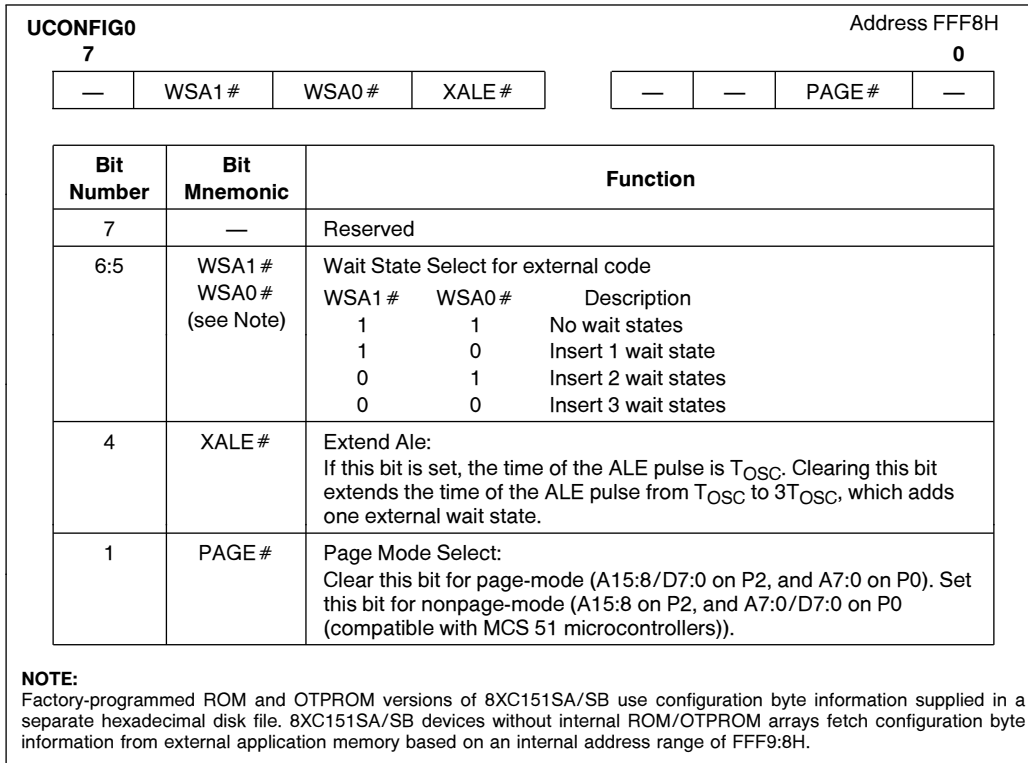 UCONFIG0 Address FFF8H
7 0
— WSA1# WSA0# XALE# — — PAGE# —
Bit Number Bit Mnemonic Function
7 — Reserved
6:5 WSA1# Wait State Select for external code
WSA0#
(see Note)
WSA1# WSA0# Description
1 1 No wait states
1 0 Insert 1 wait state
0 1 Insert 2 wait states
0 0 Insert 3 wait states
4 XALE# Extend Ale:
If this bit is set, the time of the ALE pulse is TOSC. Clearing this bit
extends the time of the ALE pulse from TOSC to 3TOSC, which adds
one external wait state.
1 PAGE# Page Mode Select:
Clear this bit for page-mode (A15:8/D7:0 on P2, and A7:0 on P0). Set
this bit for nonpage-mode (A15:8 on P2, and A7:0/D7:0 on P0
(compatible with MCS 51 microcontrollers)).
NOTE:
Factory-programmed ROM and OTPROM versions of 8XC151SA/SB use configuration byte information supplied in a
separate hexadecimal disk file. 8XC151SA/SB devices without internal ROM/OTPROM arrays fetch configuration byte
information from external application memory based on an internal address range of FFF9:8H.